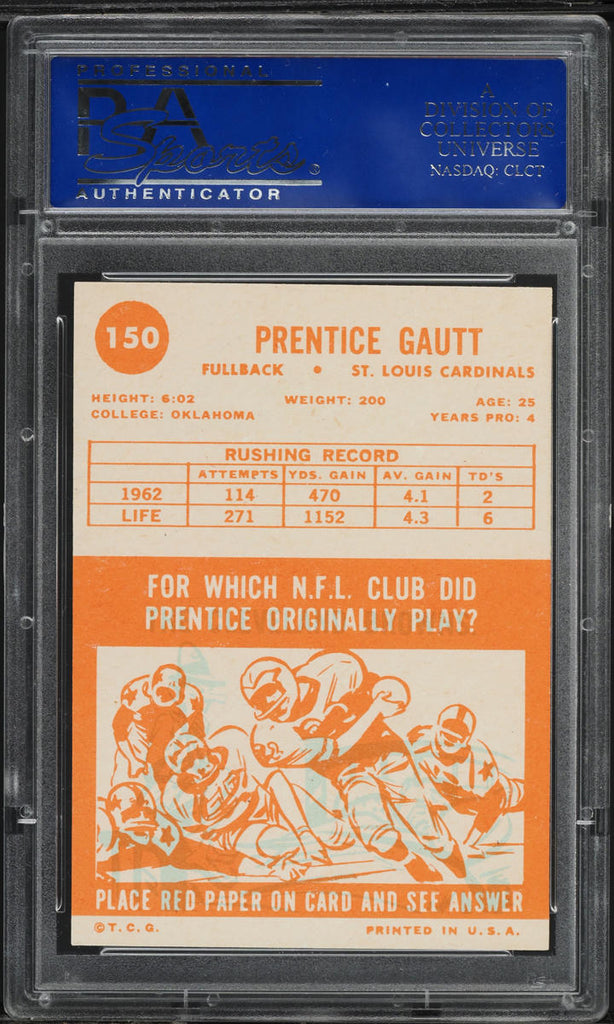 PROFESSIONAL
PSA
Sports®
AUTHENTICATOR
A
DIVISION OF
COLLECTORS
UNIVERSE
NASDAQ: CLCT
150
PRENTICE GAUTT
FULLBACK • ST. LOUIS CARDINALS
HEIGHT: 6:02 WEIGHT: 200 AGE: 25
COLLEGE: OKLAHOMA YEARS PRO: 4
RUSHING RECORD
ATTEMPTS YDS. GAIN AV. GAIN TD'S
1962 114 470 4.1 2
LIFE 271 1152 4.3 6
FOR WHICH N.F.L. CLUB DID
PRENTICE ORIGINALLY PLAY?
PLACE RED PAPER ON CARD AND SEE ANSWER
©T.C.G. PRINTED IN U.S.A.